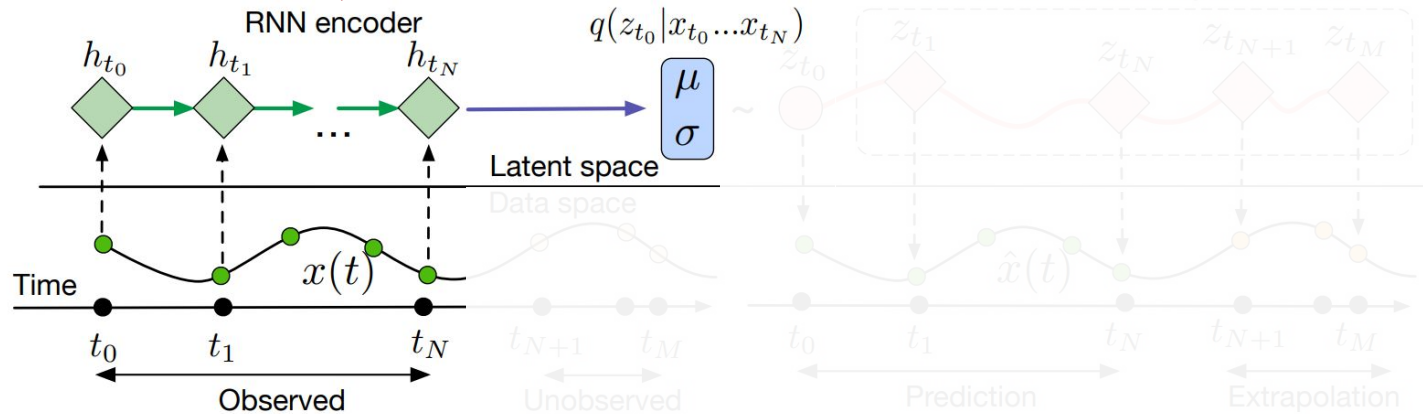 RNN encoder
q(z_{t_0}|x_{t_0}...x_{t_N})
h_{t_0} h_{t_1} h_{t_N}
z_{t_0} z_{t_1} z_{t_N} z_{t_{N+1}} z_{t_M}
μ
σ
~
...
Latent space
Data space
x(t) x̂(t)
Time
t_0 t_1 t_N t_{N+1} t_M t_0 t_1 t_N t_{N+1} t_M
Observed Unobserved Prediction Extrapolation